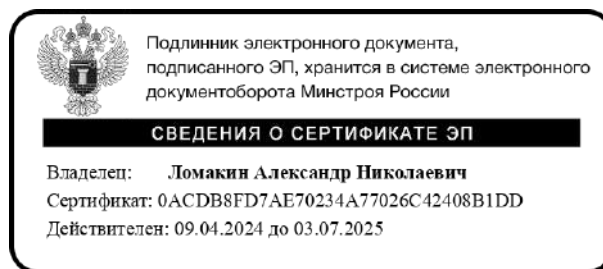 Подлинник электронного документа,
подписанного ЭП, хранится в системе электронного
документоборота Минстроя России
СВЕДЕНИЯ О СЕРТИФИКАТЕ ЭП
Владелец: Ломакин Александр Николаевич
Сертификат: 0ACDB8FD7AE70234A77026C42408B1DD
Действителен: 09.04.2024 до 03.07.2025